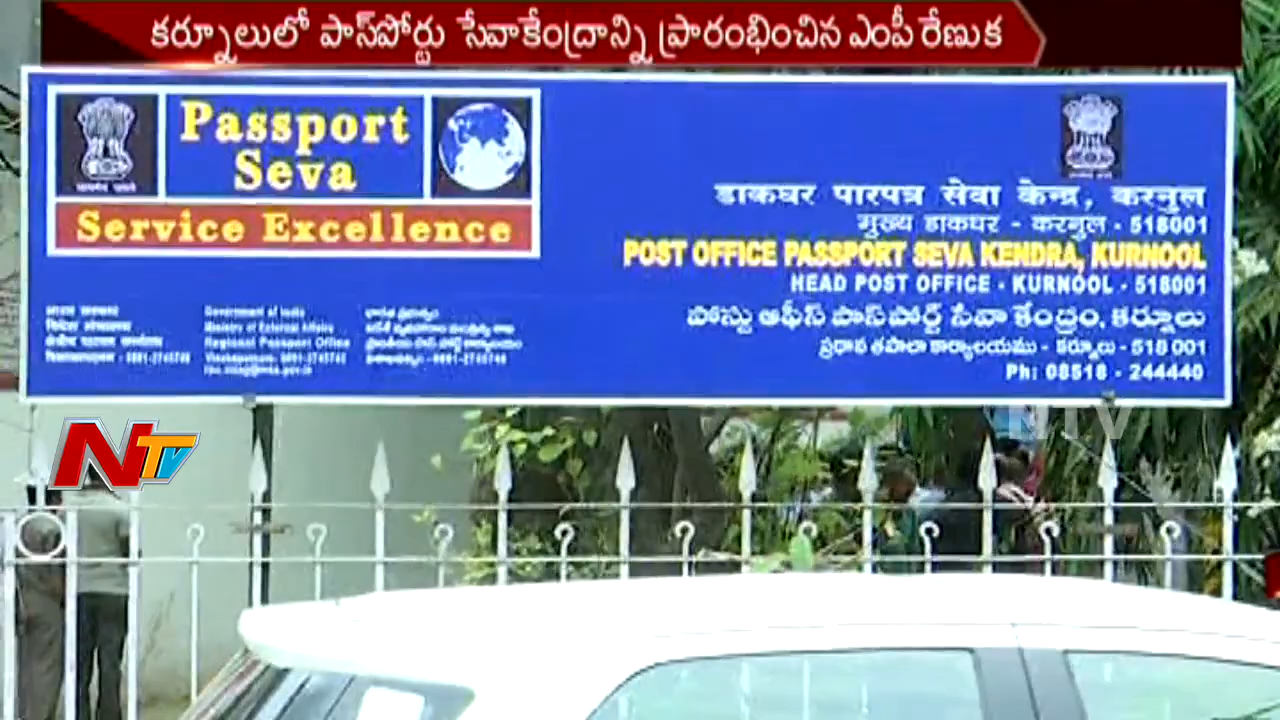 కర్నూలులో పాస్‌పోర్టు సేవాకేంద్రాన్ని ప్రారంభించిన ఎంపీ రేణుక
Passport
Seva
Service Excellence
डाकघर पारपत्र सेवा केन्द्र, करनुल
मुख्य डाकघर - करनुल - 518001
POST OFFICE PASSPORT SEVA KENDRA, KURNOOL
HEAD POST OFFICE - KURNOOL - 518001
పోస్టు ఆఫీస్ పాస్‌పోర్ట్ సేవా కేంద్రం, కర్నూలు
ప్రధాన తపాలా కార్యాలయము - కర్నూలు - 518 001
Ph: 08518 - 244440
Government of India
Ministry of External Affairs
Regional Passport Office
NTV
NTV